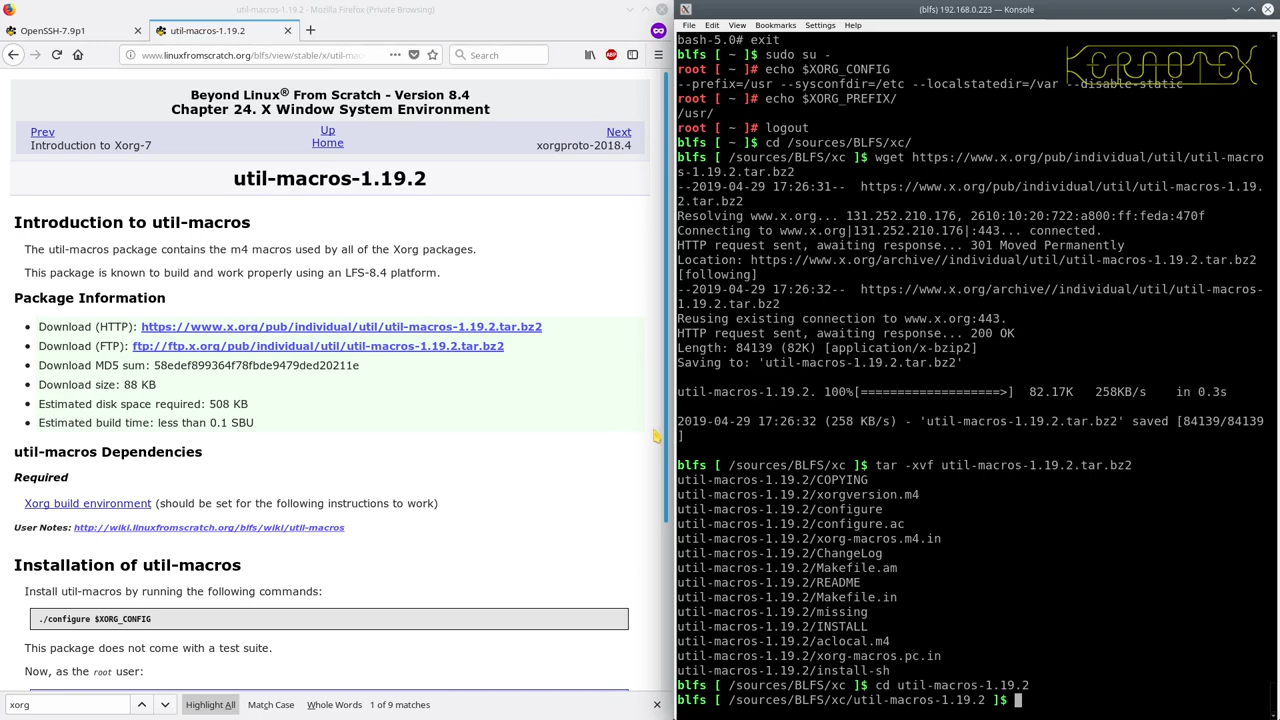 util-macros-1.19.2 - Mozilla Firefox (Private Browsing)
OpenSSH-7.9p1
util-macros-1.19.2
www.linuxfromscratch.org/blfs/view/stable/x/util-mac
Search
Beyond Linux® From Scratch - Version 8.4
Chapter 24. X Window System Environment
Prev
Up
Next
Introduction to Xorg-7
Home
xorgproto-2018.4
util-macros-1.19.2
Introduction to util-macros
The util-macros package contains the m4 macros used by all of the Xorg packages.
This package is known to build and work properly using an LFS-8.4 platform.
Package Information
Download (HTTP): https://www.x.org/pub/individual/util/util-macros-1.19.2.tar.bz2
Download (FTP): ftp://ftp.x.org/pub/individual/util/util-macros-1.19.2.tar.bz2
Download MD5 sum: 58edef899364f78fbde9479ded20211e
Download size: 88 KB
Estimated disk space required: 508 KB
Estimated build time: less than 0.1 SBU
util-macros Dependencies
Required
Xorg build environment (should be set for the following instructions to work)
User Notes: http://wiki.linuxfromscratch.org/blfs/wiki/util-macros
Installation of util-macros
Install util-macros by running the following commands:
./configure $XORG_CONFIG
This package does not come with a test suite.
Now, as the root user:
xorg
Highlight All
Match Case
Whole Words
1 of 9 matches
(blfs) 192.168.0.223 — Konsole
File Edit View Bookmarks Settings Help
bash-5.0# exit
blfs [ ~ ]$ sudo su -
root [ ~ ]# echo $XORG_CONFIG
--prefix=/usr --sysconfdir=/etc --localstatedir=/var --disable-static
root [ ~ ]# echo $XORG_PREFIX/
/usr/
root [ ~ ]# logout
blfs [ ~ ]$ cd /sources/BLFS/xc/
blfs [ /sources/BLFS/xc ]$ wget https://www.x.org/pub/individual/util/util-macro
s-1.19.2.tar.bz2
--2019-04-29 17:26:31--  https://www.x.org/pub/individual/util/util-macros-1.19.
2.tar.bz2
Resolving www.x.org... 131.252.210.176, 2610:10:20:722:a800:ff:feda:470f
Connecting to www.x.org|131.252.210.176|:443... connected.
HTTP request sent, awaiting response... 301 Moved Permanently
Location: https://www.x.org/archive//individual/util/util-macros-1.19.2.tar.bz2
[following]
--2019-04-29 17:26:32--  https://www.x.org/archive//individual/util/util-macros-
1.19.2.tar.bz2
Reusing existing connection to www.x.org:443.
HTTP request sent, awaiting response... 200 OK
Length: 84139 (82K) [application/x-bzip2]
Saving to: 'util-macros-1.19.2.tar.bz2'
util-macros-1.19.2. 100%[===================>]  82.17K   258KB/s    in 0.3s
2019-04-29 17:26:32 (258 KB/s) - 'util-macros-1.19.2.tar.bz2' saved [84139/84139
]
blfs [ /sources/BLFS/xc ]$ tar -xvf util-macros-1.19.2.tar.bz2
util-macros-1.19.2/COPYING
util-macros-1.19.2/xorgversion.m4
util-macros-1.19.2/configure
util-macros-1.19.2/configure.ac
util-macros-1.19.2/xorg-macros.m4.in
util-macros-1.19.2/ChangeLog
util-macros-1.19.2/Makefile.am
util-macros-1.19.2/README
util-macros-1.19.2/Makefile.in
util-macros-1.19.2/missing
util-macros-1.19.2/INSTALL
util-macros-1.19.2/aclocal.m4
util-macros-1.19.2/xorg-macros.pc.in
util-macros-1.19.2/install-sh
blfs [ /sources/BLFS/xc ]$ cd util-macros-1.19.2
blfs [ /sources/BLFS/xc/util-macros-1.19.2 ]$